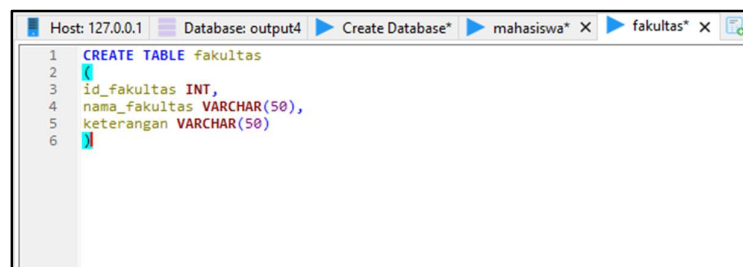 Host: 127.0.0.1 Database: output4 Create Database* mahasiswa* fakultas*
1 CREATE TABLE fakultas
2 (
3 id_fakultas INT,
4 nama_fakultas VARCHAR(50),
5 keterangan VARCHAR(50)
6 )